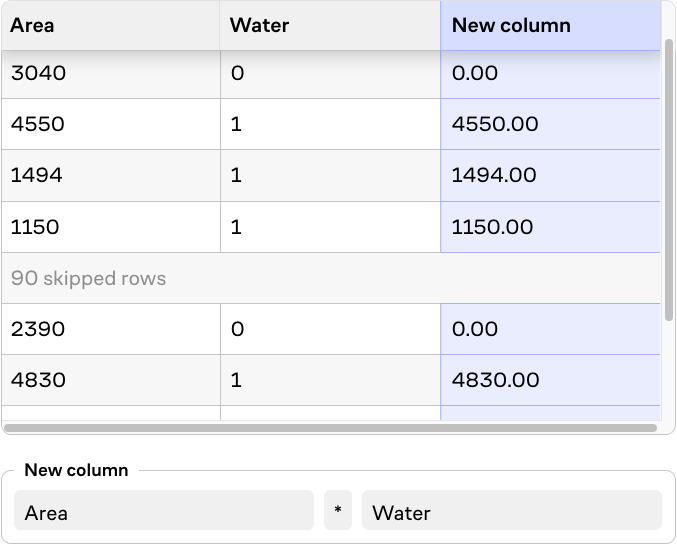 Area Water New column
3040 0 0.00
4550 1 4550.00
1494 1 1494.00
1150 1 1150.00
90 skipped rows
2390 0 0.00
4830 1 4830.00
New column
Area * Water